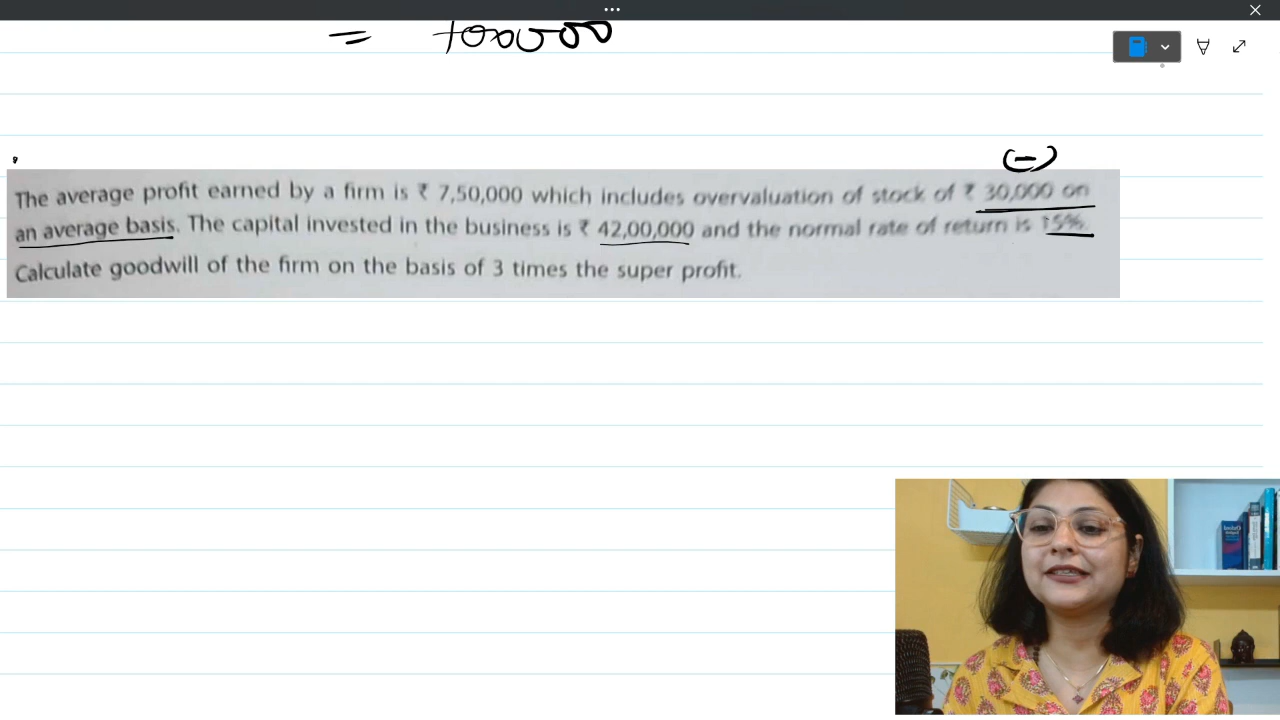 = 100000
(-)
The average profit earned by a firm is ₹ 7,50,000 which includes overvaluation of stock of ₹ 30,000 on
an average basis. The capital invested in the business is ₹ 42,00,000 and the normal rate of return is 15%.
Calculate goodwill of the firm on the basis of 3 times the super profit.